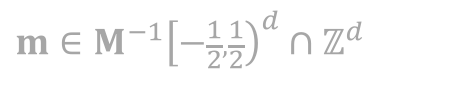 𝐦 ∈ 𝐌⁻¹[−1/2,1/2)ᵈ ∩ ℤᵈ